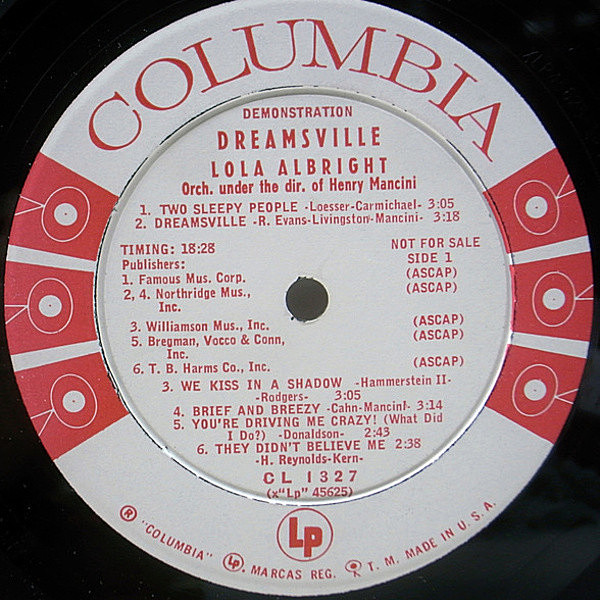 COLUMBIA
DEMONSTRATION
DREAMSVILLE
LOLA ALBRIGHT
Orch. under the dir. of Henry Mancini
1. TWO SLEEPY PEOPLE -Loesser-Carmichael- 3:05
2. DREAMSVILLE -R. Evans-Livingston-Mancini- 3:18
TIMING: 18:28
NOT FOR SALE
Publishers:
SIDE 1
1. Famous Mus. Corp. (ASCAP)
2, 4. Northridge Mus., (ASCAP)
Inc.
3. Williamson Mus., Inc. (ASCAP)
5. Bregman, Vocco & Conn, (ASCAP)
Inc.
6. T. B. Harms Co., Inc. (ASCAP)
3. WE KISS IN A SHADOW -Hammerstein II-
-Rodgers- 3:05
4. BRIEF AND BREEZY -Cahn-Mancini- 3:14
5. YOU'RE DRIVING ME CRAZY! (What Did
I Do?) -Donaldson- 2:43
6. THEY DIDN'T BELIEVE ME 2:38
-H. Reynolds-Kern-
CL 1327
(x"Lp" 45625)
Lp
® "COLUMBIA" Lp. MARCAS REG. T. M. MADE IN U. S. A.